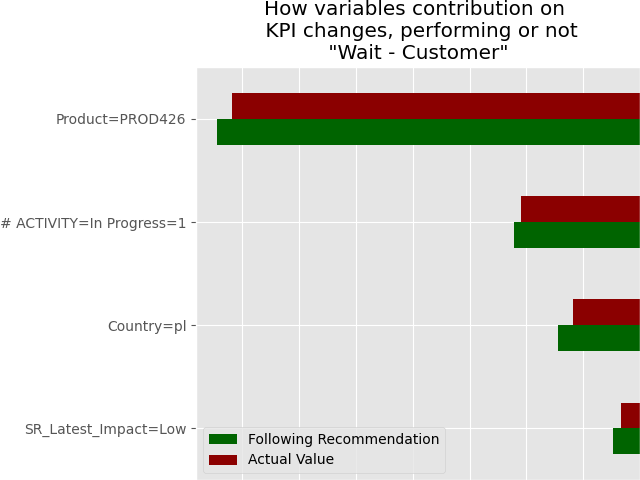 How variables contribution on
KPI changes, performing or not
"Wait - Customer"
Product=PROD426
# ACTIVITY=In Progress=1
Country=pl
SR_Latest_Impact=Low
Following Recommendation
Actual Value